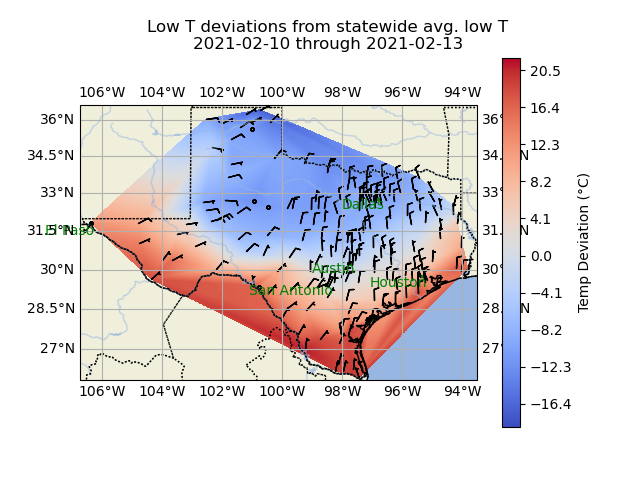 Low T deviations from statewide avg. low T
2021-02-10 through 2021-02-13
106°W 104°W 102°W 100°W 98°W 96°W 94°W
36°N 36°
34.5°N 34. N
33°N 33°
31.5°N 31. N
30°N 30°
28.5°N 28. N
27°N 27°
106°W 104°W 102°W 100°W 98°W 96°W 94°W
Dallas
El Paso
Austin
San Antonio
Houston
20.5
16.4
12.3
8.2
4.1
0.0
−4.1
−8.2
−12.3
−16.4
Temp Deviation (°C)